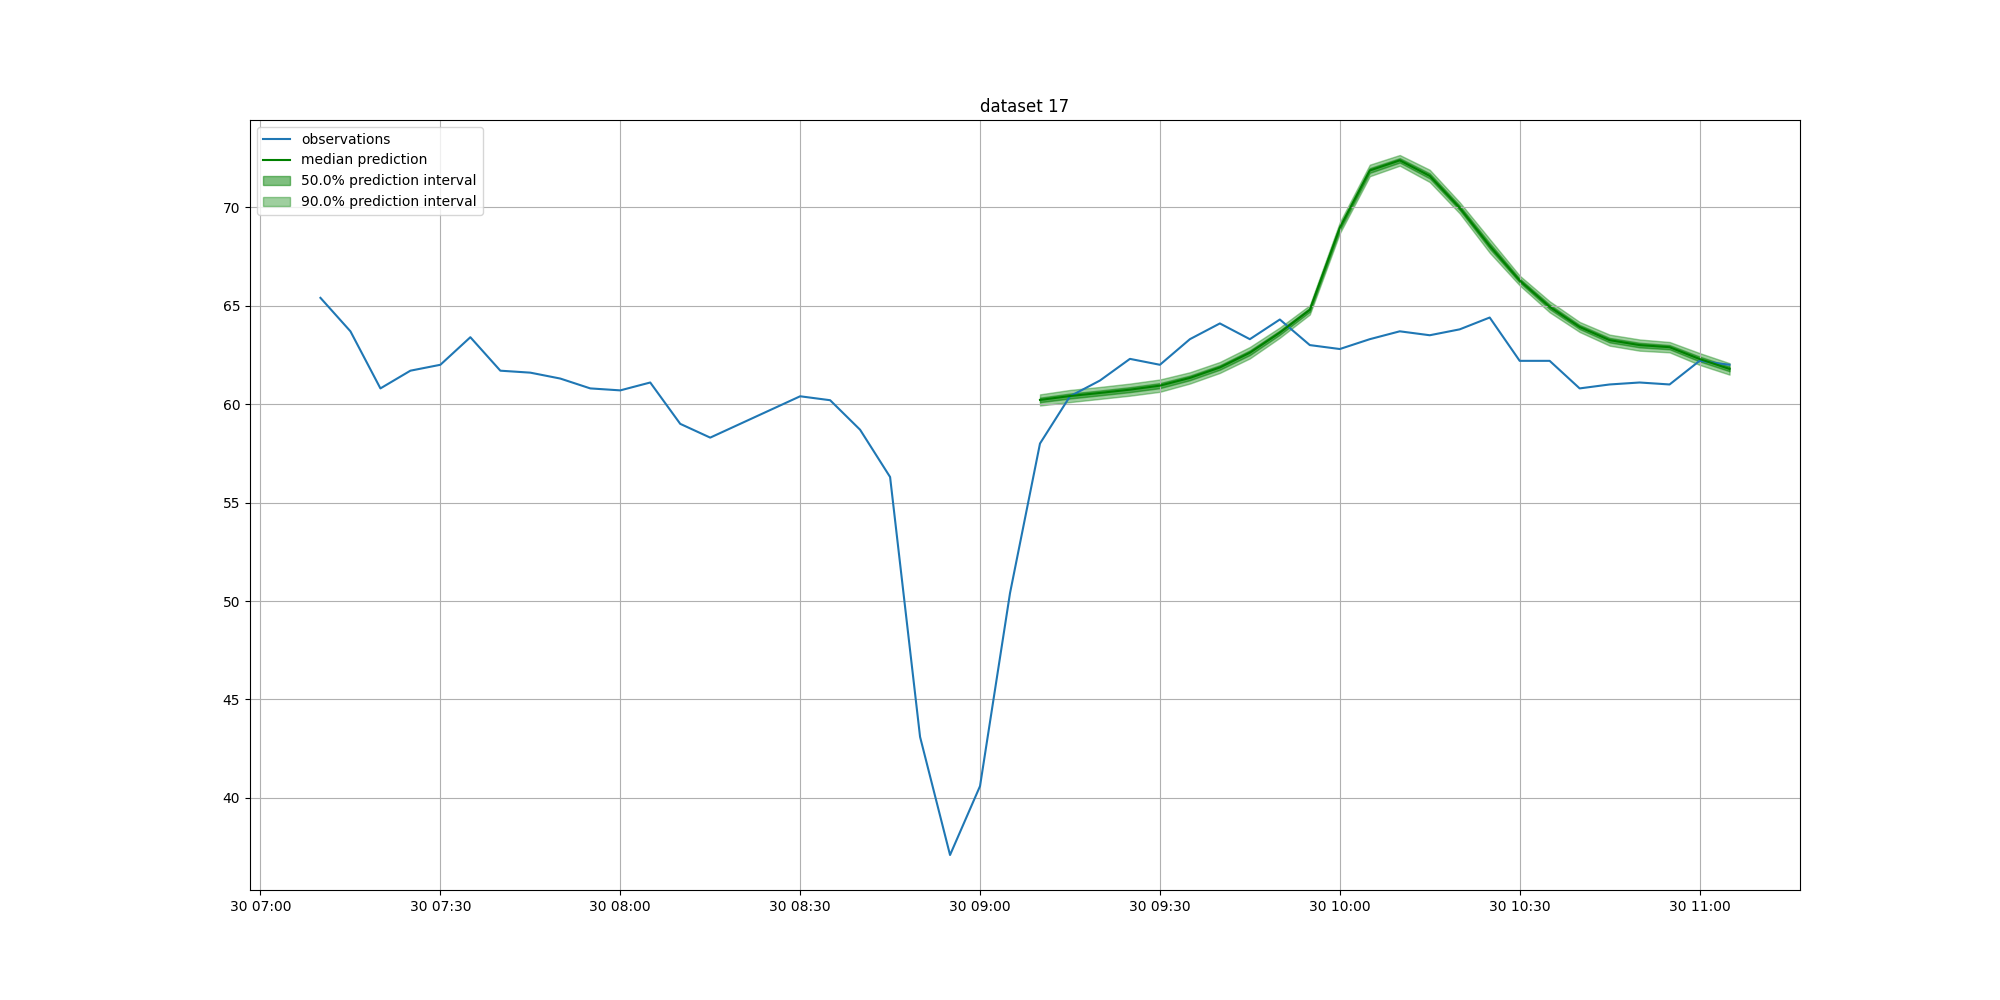 dataset 17
observations
median prediction
50.0% prediction interval
90.0% prediction interval
70
65
60
55
50
45
40
30 07:00 30 07:30 30 08:00 30 08:30 30 09:00 30 09:30 30 10:00 30 10:30 30 11:00